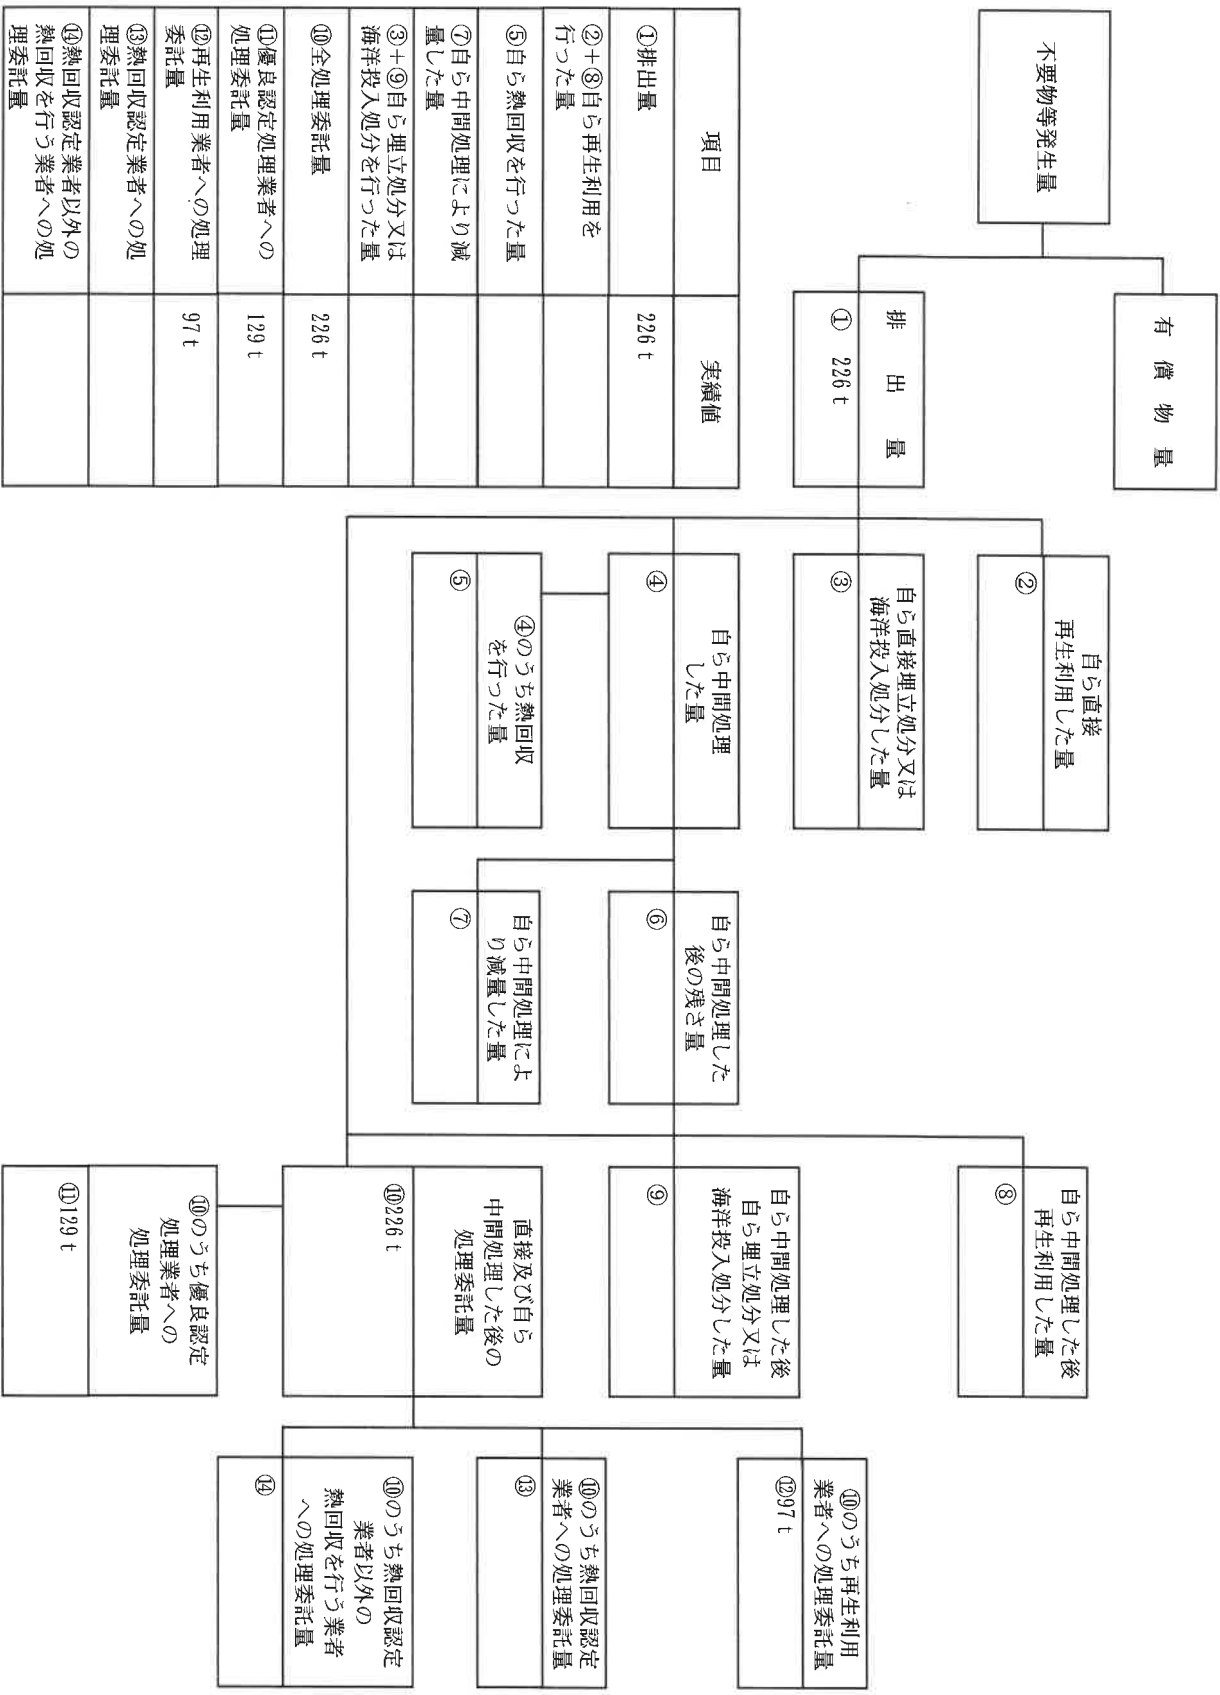 不要物等発生量
有償物量
排出量
① 226t
②
自ら直接
再生利用した量
③
自ら直接埋立処分又は
海洋投入処分した量
④
自ら中間処理
した量
⑤
④のうち熱回収
を行った量
⑥
自ら中間処理した
後の残さ量
⑦
自ら中間処理によ
り減量した量
⑧
自ら中間処理した後
再生利用した量
⑨
自ら中間処理した後
自ら埋立処分又は
海洋投入処分した量
直接及び自ら
中間処理した後の
処理委託量
⑩226t
⑩のうち優良認定
処理業者への
処理委託量
⑪129t
⑩のうち再生利用
業者への処理委託量
⑫97t
⑩のうち熱回収認定
業者への処理委託量
⑬
⑩のうち熱回収認定
業者以外の
熱回収を行う業者
への処理委託量
⑭
項目 実績値
①排出量 226t
②+⑧自ら再生利用を
行った量
⑤自ら熱回収を行った量
⑦自ら中間処理により減
量した量
③+⑨自ら埋立処分又は
海洋投入処分を行った量
⑩全処理委託量 226t
⑪優良認定処理業者への
処理委託量 129t
⑫再生利用業者への処理
委託量 97t
⑬熱回収認定業者への処
理委託量
⑭熱回収認定業者以外の
熱回収を行う業者への処
理委託量